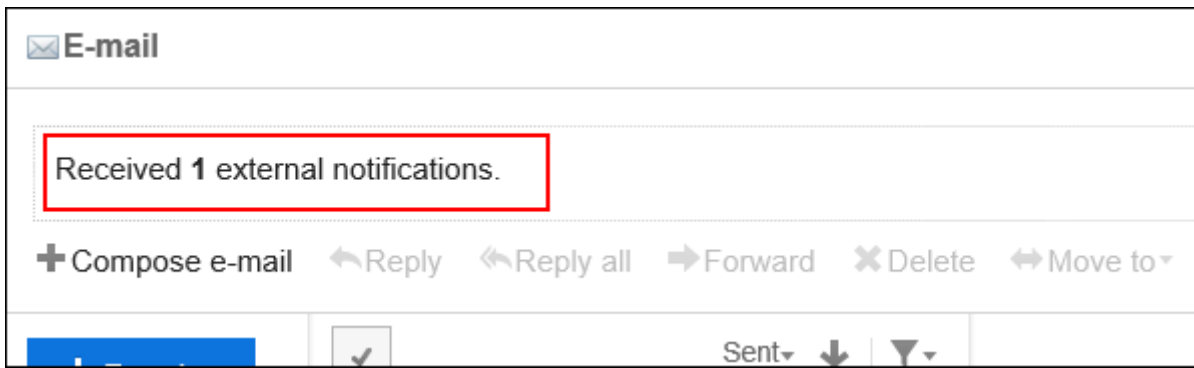 E-mail
Received 1 external notifications.
Compose e-mail Reply Reply all Forward Delete Move to
Sent